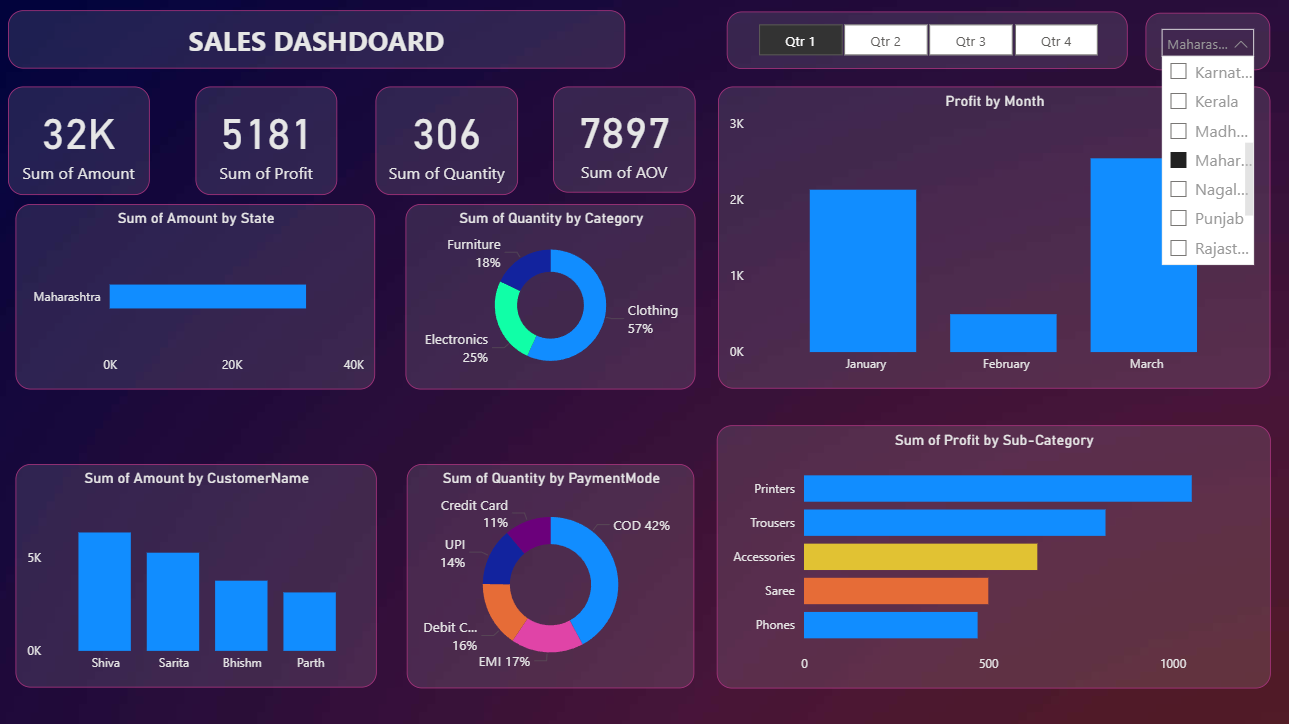 SALES DASHDOARD
Qtr 1
Qtr 2
Qtr 3
Qtr 4
Maharas...
Karnat...
Kerala
Madh...
Mahar...
Nagal...
Punjab
Rajast...
32K
Sum of Amount
5181
Sum of Profit
306
Sum of Quantity
7897
Sum of AOV
Sum of Amount by State
Maharashtra
0K
20K
40K
Sum of Quantity by Category
Furniture
18%
Clothing
57%
Electronics
25%
Profit by Month
3K
2K
1K
0K
January
February
March
Sum of Amount by CustomerName
5K
0K
Shiva
Sarita
Bhishm
Parth
Sum of Quantity by PaymentMode
Credit Card
11%
COD 42%
UPI
14%
Debit C...
16%
EMI 17%
Sum of Profit by Sub-Category
Printers
Trousers
Accessories
Saree
Phones
0
500
1000